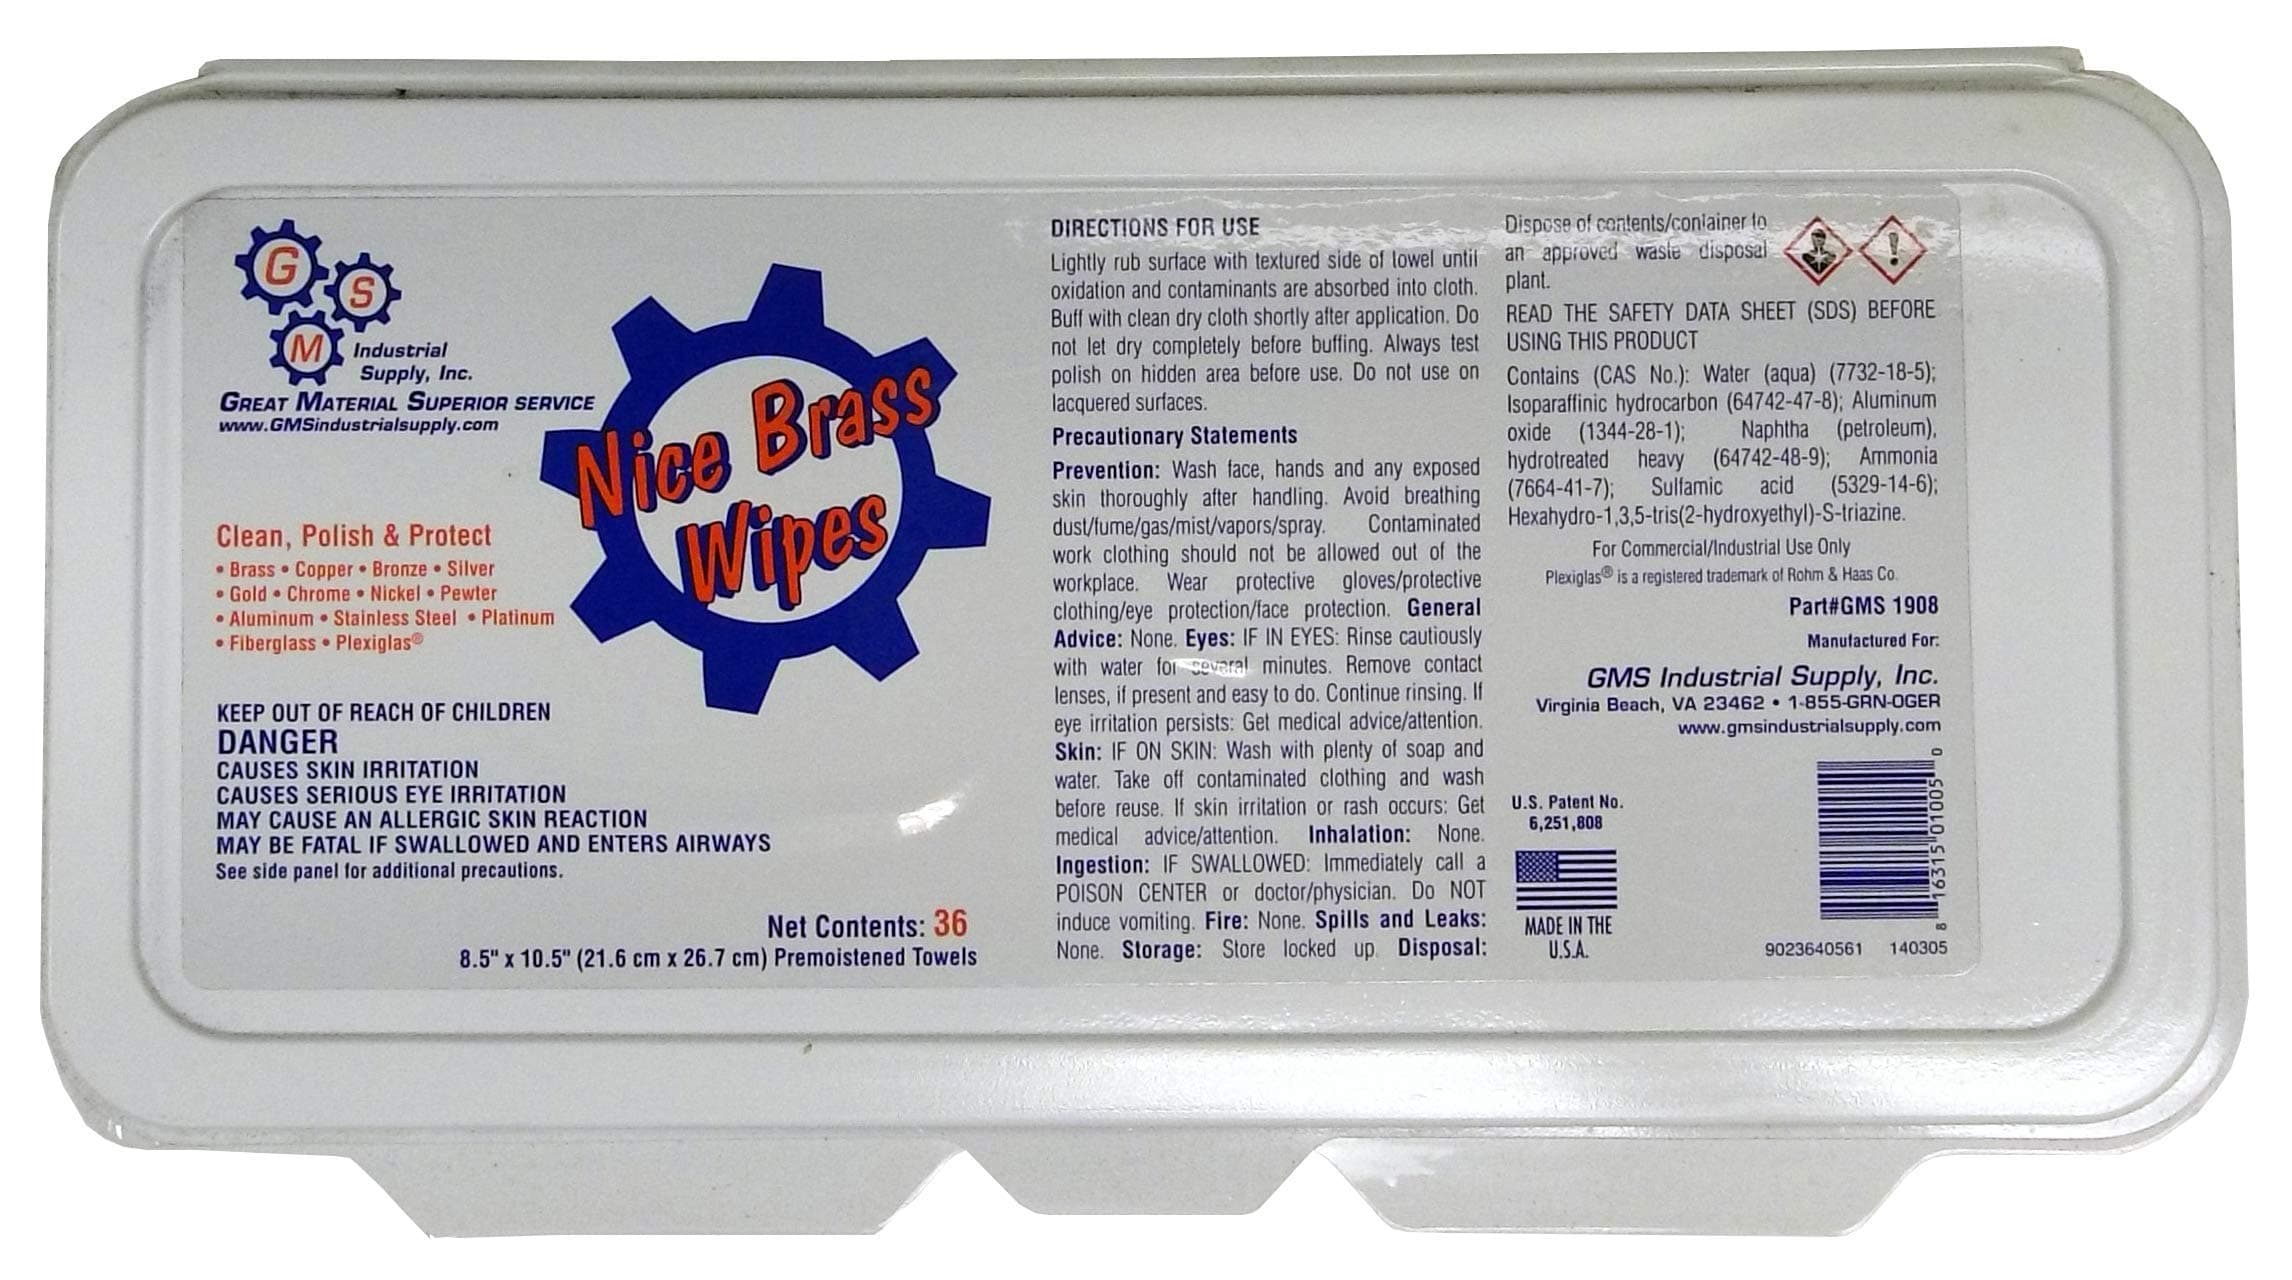 G
S
M
Industrial
Supply, Inc.
GREAT MATERIAL SUPERIOR SERVICE
www.GMSindustrialsupply.com
Nice Brass
Wipes
Clean, Polish & Protect
• Brass • Copper • Bronze • Silver
• Gold • Chrome • Nickel • Pewter
• Aluminum • Stainless Steel • Platinum
• Fiberglass • Plexiglas®
KEEP OUT OF REACH OF CHILDREN
DANGER
CAUSES SKIN IRRITATION
CAUSES SERIOUS EYE IRRITATION
MAY CAUSE AN ALLERGIC SKIN REACTION
MAY BE FATAL IF SWALLOWED AND ENTERS AIRWAYS
See side panel for additional precautions.
Net Contents: 36
8.5" x 10.5" (21.6 cm x 26.7 cm) Premoistened Towels
DIRECTIONS FOR USE
Lightly rub surface with textured side of towel until
oxidation and contaminants are absorbed into cloth.
Buff with clean dry cloth shortly after application. Do
not let dry completely before buffing. Always test
polish on hidden area before use. Do not use on
lacquered surfaces.
Precautionary Statements
Prevention: Wash face, hands and any exposed
skin thoroughly after handling. Avoid breathing
dust/fume/gas/mist/vapors/spray. Contaminated
work clothing should not be allowed out of the
workplace. Wear protective gloves/protective
clothing/eye protection/face protection. General
Advice: None. Eyes: IF IN EYES: Rinse cautiously
with water for several minutes. Remove contact
lenses, if present and easy to do. Continue rinsing. If
eye irritation persists: Get medical advice/attention.
Skin: IF ON SKIN: Wash with plenty of soap and
water. Take off contaminated clothing and wash
before reuse. If skin irritation or rash occurs: Get
medical advice/attention. Inhalation: None.
Ingestion: IF SWALLOWED: Immediately call a
POISON CENTER or doctor/physician. Do NOT
induce vomiting. Fire: None. Spills and Leaks:
None. Storage: Store locked up. Disposal:
Dispose of contents/container to
an approved waste disposal
plant.
READ THE SAFETY DATA SHEET (SDS) BEFORE
USING THIS PRODUCT
Contains (CAS No.): Water (aqua) (7732-18-5);
Isoparaffinic hydrocarbon (64742-47-8); Aluminum
oxide (1344-28-1); Naphtha (petroleum),
hydrotreated heavy (64742-48-9); Ammonia
(7664-41-7); Sulfamic acid (5329-14-6);
Hexahydro-1,3,5-tris(2-hydroxyethyl)-S-triazine.
For Commercial/Industrial Use Only
Plexiglas® is a registered trademark of Rohm & Haas Co.
Part#GMS 1908
Manufactured For:
GMS Industrial Supply, Inc.
Virginia Beach, VA 23462 • 1-855-GRN-OGER
www.gmsindustrialsupply.com
U.S. Patent No.
6,251,808
MADE IN THE
U.S.A.
8 16315 01005 0
9023640561 140305